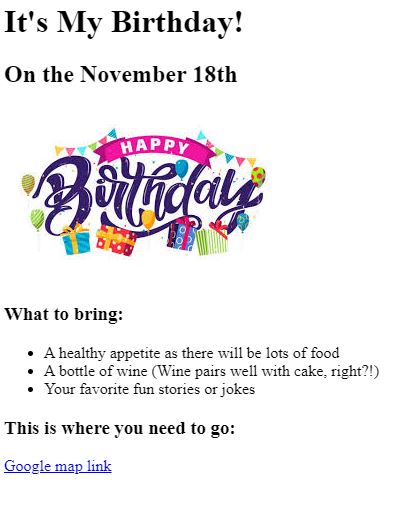 It's My Birthday!
On the November 18th
HAPPY
Birthday
What to bring:
A healthy appetite as there will be lots of food
A bottle of wine (Wine pairs well with cake, right?!)
Your favorite fun stories or jokes
This is where you need to go:
Google map link